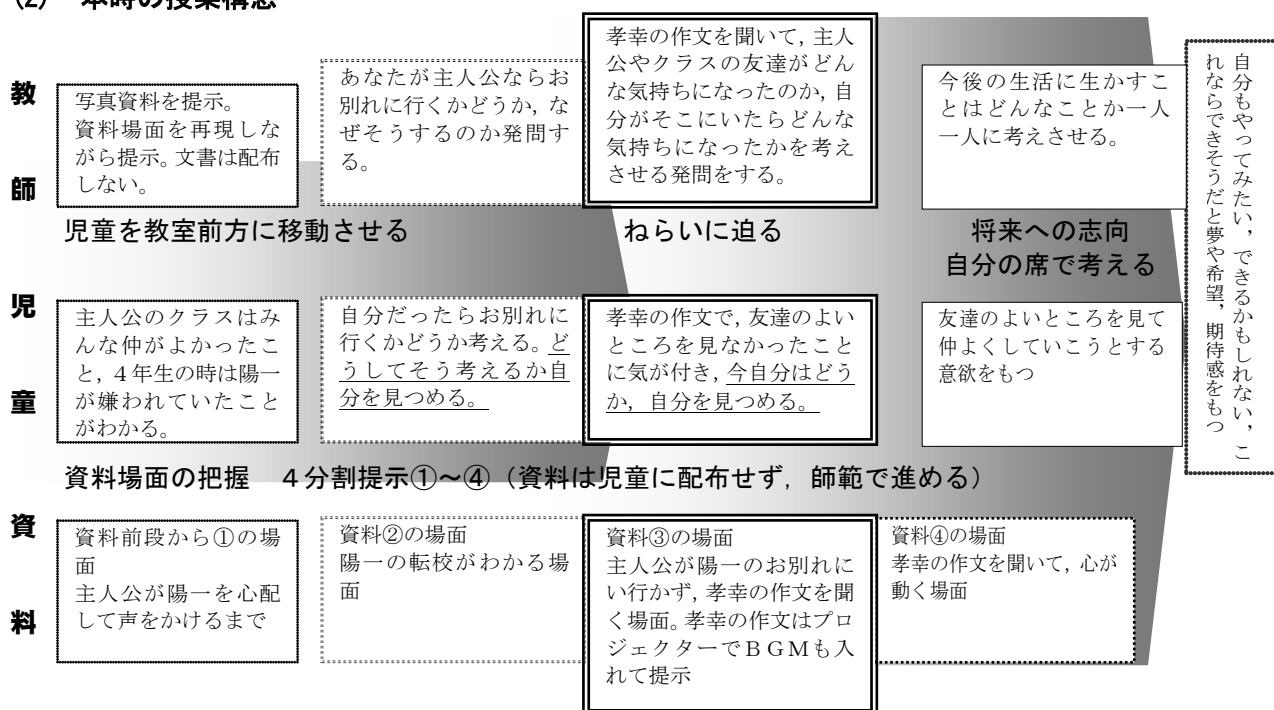 (2) 本時の授業構想
教師
写真資料を提示。
資料場面を再現しな
がら提示。文書は配布
しない。
あなたが主人公ならお
別れに行くかどうか,な
ぜそうするのか発問す
る。
孝幸の作文を聞いて,主人
公やクラスの友達がどん
な気持ちになったのか,自
分がそこにいたらどんな
気持ちになったかを考え
させる発問をする。
今後の生活に生かすこ
とはどんなことか一人
一人に考えさせる。
自分もやってみたい,できるかもしれない,こ
れならできそうだと夢や希望,期待感をもつ
児童を教室前方に移動させる
ねらいに迫る
将来への志向
自分の席で考える
児童
主人公のクラスはみ
んな仲がよかったこ
と,4年生の時は陽一
が嫌われていたこと
がわかる。
自分だったらお別れに
行くかどうか考える。ど
うしてそう考えるか自
分を見つめる。
孝幸の作文で,友達のよい
ところを見なかったこと
に気が付き,今自分はどう
か,自分を見つめる。
友達のよいところを見て
仲よくしていこうとする
意欲をもつ
資料場面の把握 4分割提示①~④(資料は児童に配布せず,師範で進める)
資料
資料前段から①の場
面
主人公が陽一を心配
して声をかけるまで
資料②の場面
陽一の転校がわかる場
面
資料③の場面
主人公が陽一のお別れに
い行かず,孝幸の作文を聞
く場面。孝幸の作文はプロ
ジェクターでBGMも入
れて提示
資料④の場面
孝幸の作文を聞いて,心が
動く場面